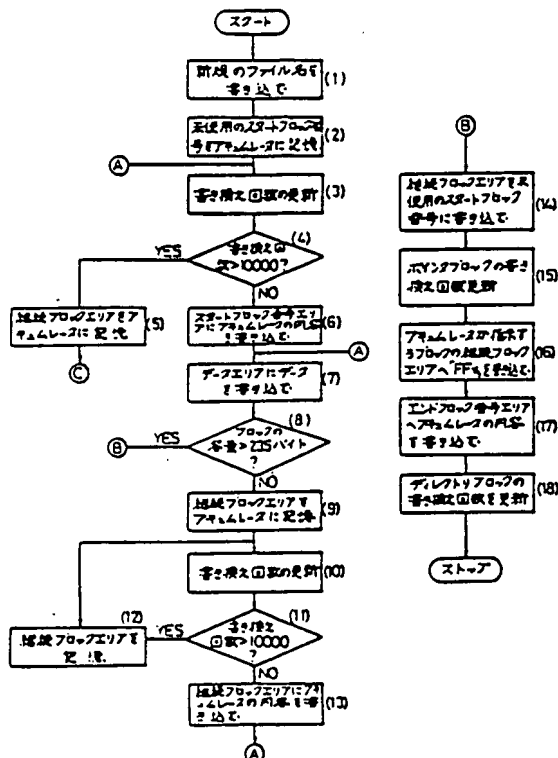 スタート
新規のファイル名を
書き込む
(1)
未使用のスタートブロック番
号をアキュムレータに記憶
(2)
A
書き換え回数の更新
(3)
書き換え回
数>10000?
(4)
YES
NO
継続ブロックエリアをア
キュムレータに記憶
(5)
C
スタートブロック番号エリ
アにアキュムレータの内容
を書き込む
(6)
A
データエリアにデータ
を書き込む
(7)
ブロックの
容量>235バイト
?
(8)
YES
B
NO
継続ブロックエリアを
アキュムレータに記憶
(9)
書き換え回数の更新
(10)
書き換え
回数>10000
?
(11)
YES
NO
継続ブロックエリアを
記憶
(12)
継続ブロックエリアにアキ
ュムレータの内容を書き
込む
(13)
A
B
継続ブロックエリアを未
使用のスタートブロック
番号に書き込む
(14)
ポインタブロックの書き
換え回数更新
(15)
アキュムレータが指示す
るブロックの継続ブロック
エリアへ"FF"を書込む
(16)
エンドブロック番号エリア
へアキュムレータの内容
を書き込む
(17)
ディレクトリブロックの
書き換え回数を更新
(18)
ストップ